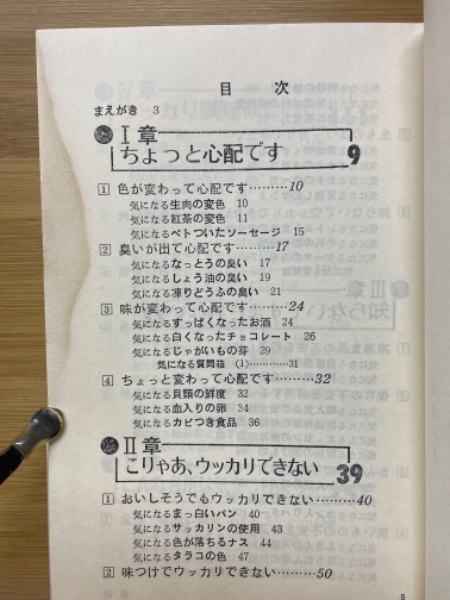 目次
まえがき 3
I章
ちょっと心配です 9
1 色が変わって心配です………10
気になる生肉の変色 10
気になる紅茶の変色 11
気になるベトついたソーセージ 15
2 臭いが出て心配です………17
気になるなっとうの臭い 17
気になるしょう油の臭い 19
気になる凍りどうふの臭い 21
3 味が変わって心配です………24
気になるすっぱくなったお酒 24
気になる白くなったチョコレート 26
気になるじゃがいもの芽 29
気になる質問箱 (1)…………31
4 ちょっと変わって心配です………32
気になる貝類の鮮度 32
気になる血入りの卵 34
気になるカビつき食品 36
II章
こりゃあ、ウッカリできない 39
1 おいしそうでもウッカリできない………40
気になるまっ白いパン 40
気になるサッカリンの使用 43
気になる色が落ちるナス 44
気になるタラコの色 47
2 味つけでウッカリできない………50
5